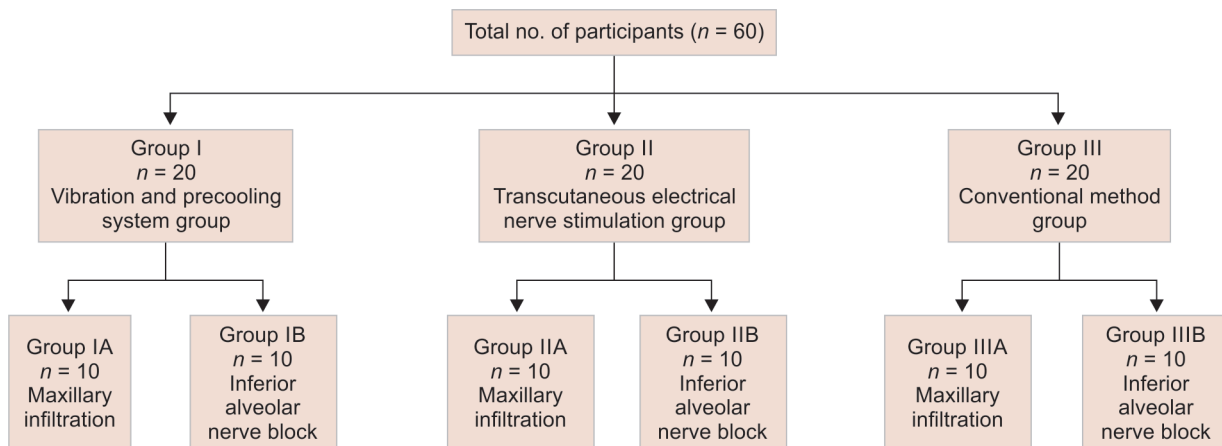 Total no. of participants (n = 60)
Group I
n = 20
Vibration and precooling
system group
Group II
n = 20
Transcutaneous electrical
nerve stimulation group
Group III
n = 20
Conventional method
group
Group IA
n = 10
Maxillary
infiltration
Group IB
n = 10
Inferior
alveolar
nerve block
Group IIA
n = 10
Maxillary
infiltration
Group IIB
n = 10
Inferior
alveolar
nerve block
Group IIIA
n = 10
Maxillary
infiltration
Group IIIB
n = 10
Inferior
alveolar
nerve block